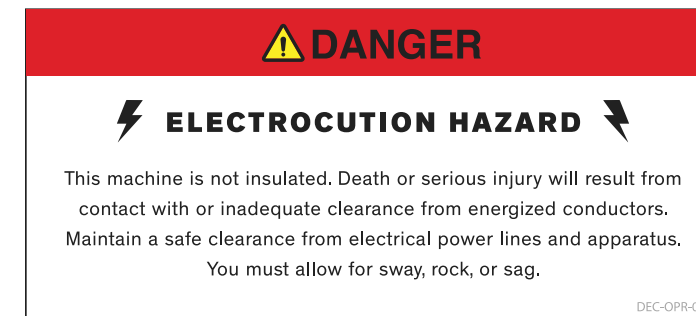 DANGER
ELECTROCUTION HAZARD
This machine is not insulated. Death or serious injury will result from
contact with or inadequate clearance from energized conductors.
Maintain a safe clearance from electrical power lines and apparatus.
You must allow for sway, rock, or sag.
DEC-OPR-